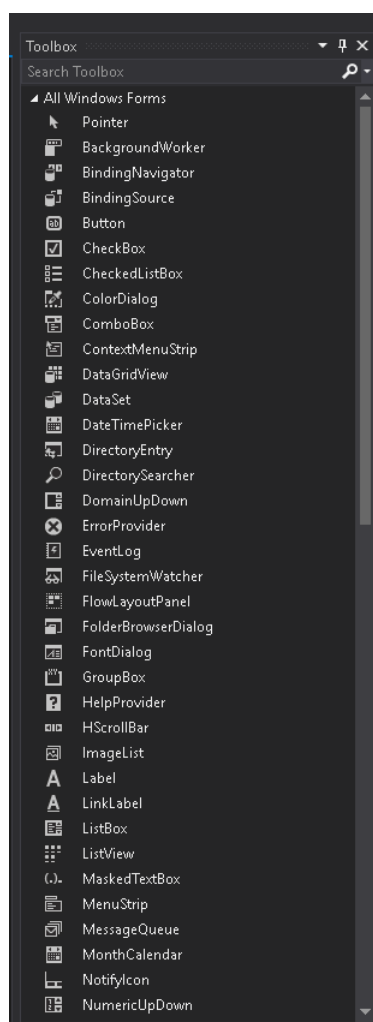 Toolbox
Search Toolbox
All Windows Forms
Pointer
BackgroundWorker
BindingNavigator
BindingSource
Button
CheckBox
CheckedListBox
ColorDialog
ComboBox
ContextMenuStrip
DataGridView
DataSet
DateTimePicker
DirectoryEntry
DirectorySearcher
DomainUpDown
ErrorProvider
EventLog
FileSystemWatcher
FlowLayoutPanel
FolderBrowserDialog
FontDialog
GroupBox
HelpProvider
HScrollBar
ImageList
Label
LinkLabel
ListBox
ListView
MaskedTextBox
MenuStrip
MessageQueue
MonthCalendar
NotifyIcon
NumericUpDown